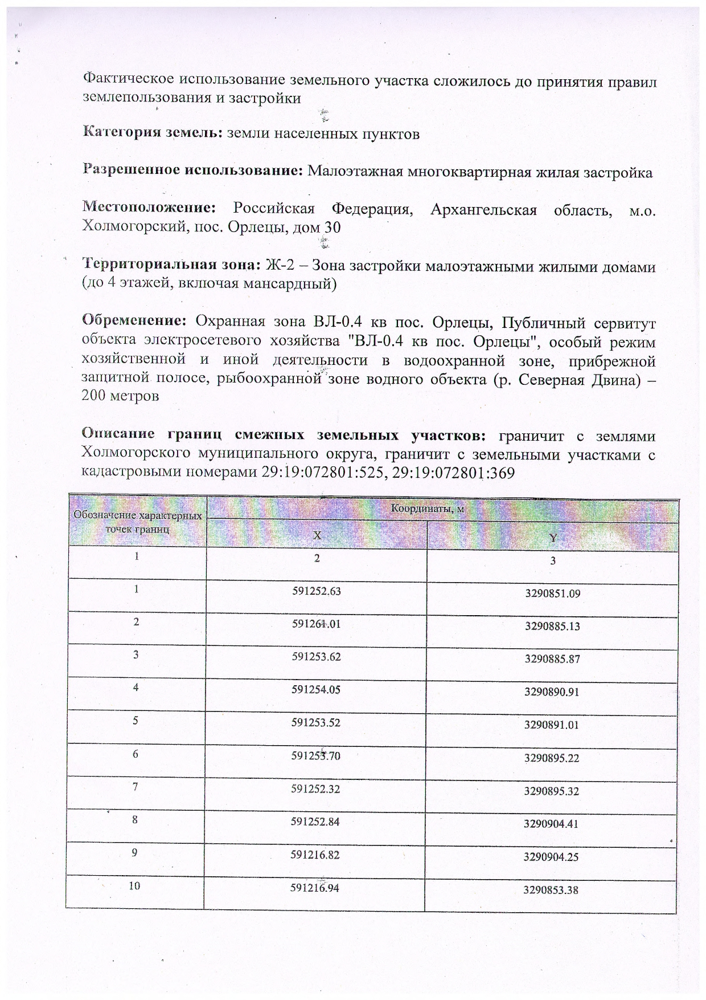 Фактическое использование земельного участка сложилось до принятия правил
землепользования и застройки
Категория земель: земли населенных пунктов
Разрешенное использование: Малоэтажная многоквартирная жилая застройка
Местоположение: Российская Федерация, Архангельская область, м.о.
Холмогорский, пос. Орлецы, дом 30
Территориальная зона: Ж-2 – Зона застройки малоэтажными жилыми домами
(до 4 этажей, включая мансардный)
Обременение: Охранная зона ВЛ-0.4 кв пос. Орлецы, Публичный сервитут
объекта электросетевого хозяйства "ВЛ-0.4 кв пос. Орлецы", особый режим
хозяйственной и иной деятельности в водоохранной зоне, прибрежной
защитной полосе, рыбоохранной зоне водного объекта (р. Северная Двина) –
200 метров
Описание границ смежных земельных участков: граничит с землями
Холмогорского муниципального округа, граничит с земельными участками с
кадастровыми номерами 29:19:072801:525, 29:19:072801:369
Обозначение характерных
точек границ
Координаты, м
X Y
1 2 3
1 591252.63 3290851.09
2 591261.01 3290885.13
3 591253.62 3290885.87
4 591254.05 3290890.91
5 591253.52 3290891.01
6 591253.70 3290895.22
7 591252.32 3290895.32
8 591252.84 3290904.41
9 591216.82 3290904.25
10 591216.94 3290853.38